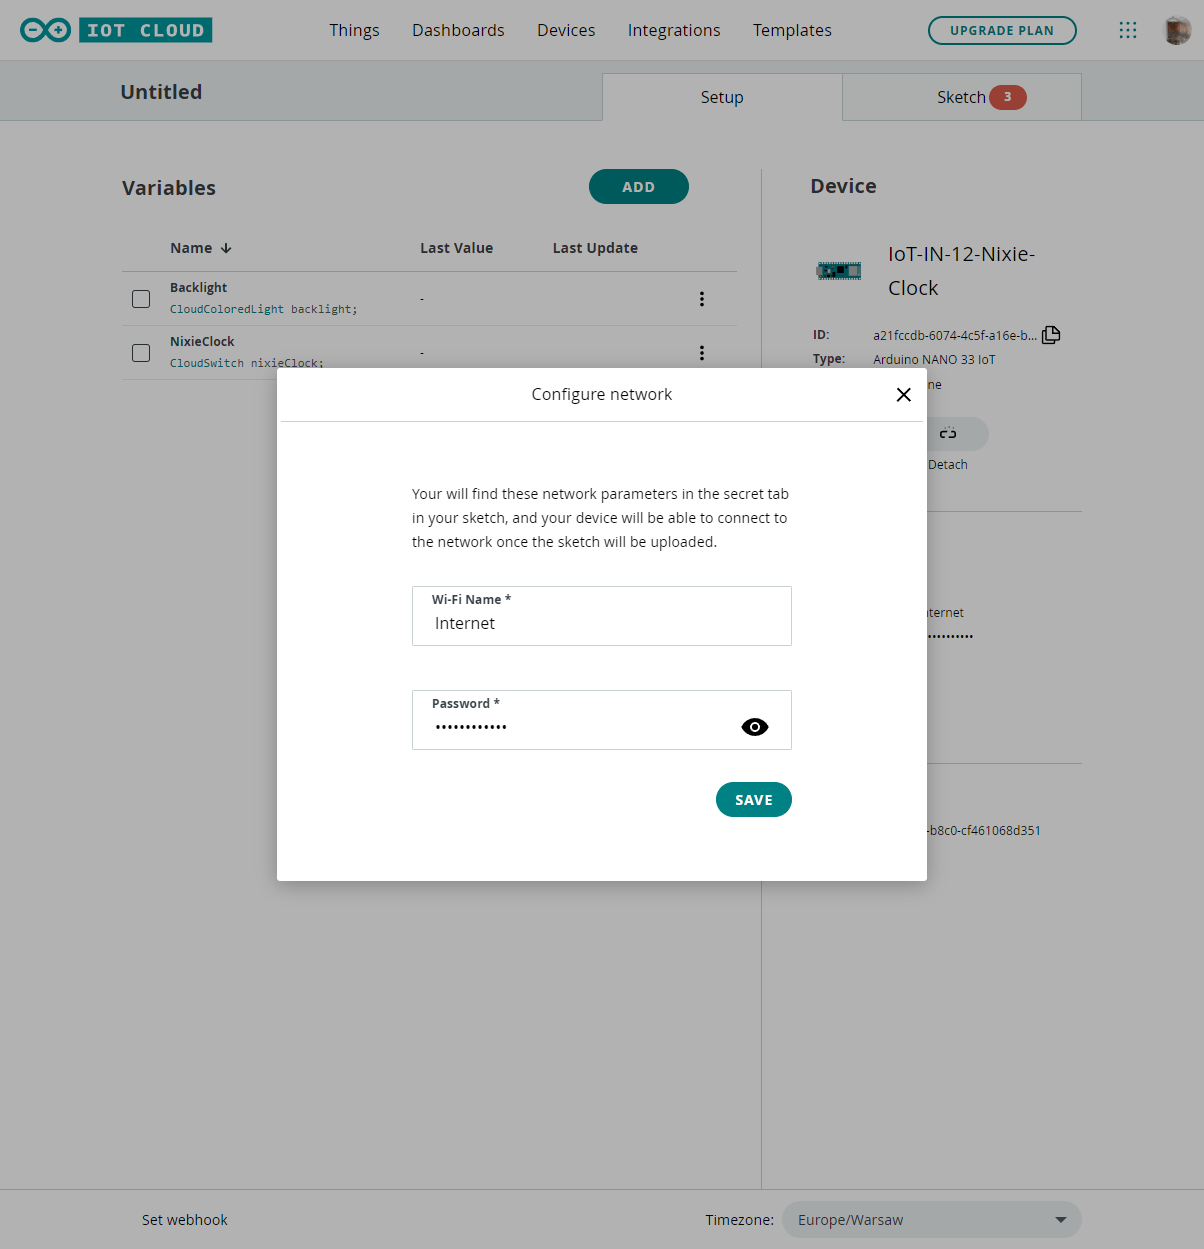 IOT CLOUD
Things
Dashboards
Devices
Integrations
Templates
UPGRADE PLAN
Untitled
Setup
Sketch 3
Variables
ADD
Name
Last Value
Last Update
Backlight
CloudColoredLight backlight;
-
NixieClock
CloudSwitch nixieClock;
-
Device
IoT-IN-12-Nixie-
Clock
ID: a21fccdb-6074-4c5f-a16e-b...
Type: Arduino NANO 33 IoT
ne
Detach
nternet
••••••••••
-b8c0-cf461068d351
Configure network
Your will find these network parameters in the secret tab
in your sketch, and your device will be able to connect to
the network once the sketch will be uploaded.
Wi-Fi Name *
Internet
Password *
••••••••••••
SAVE
Set webhook
Timezone: Europe/Warsaw